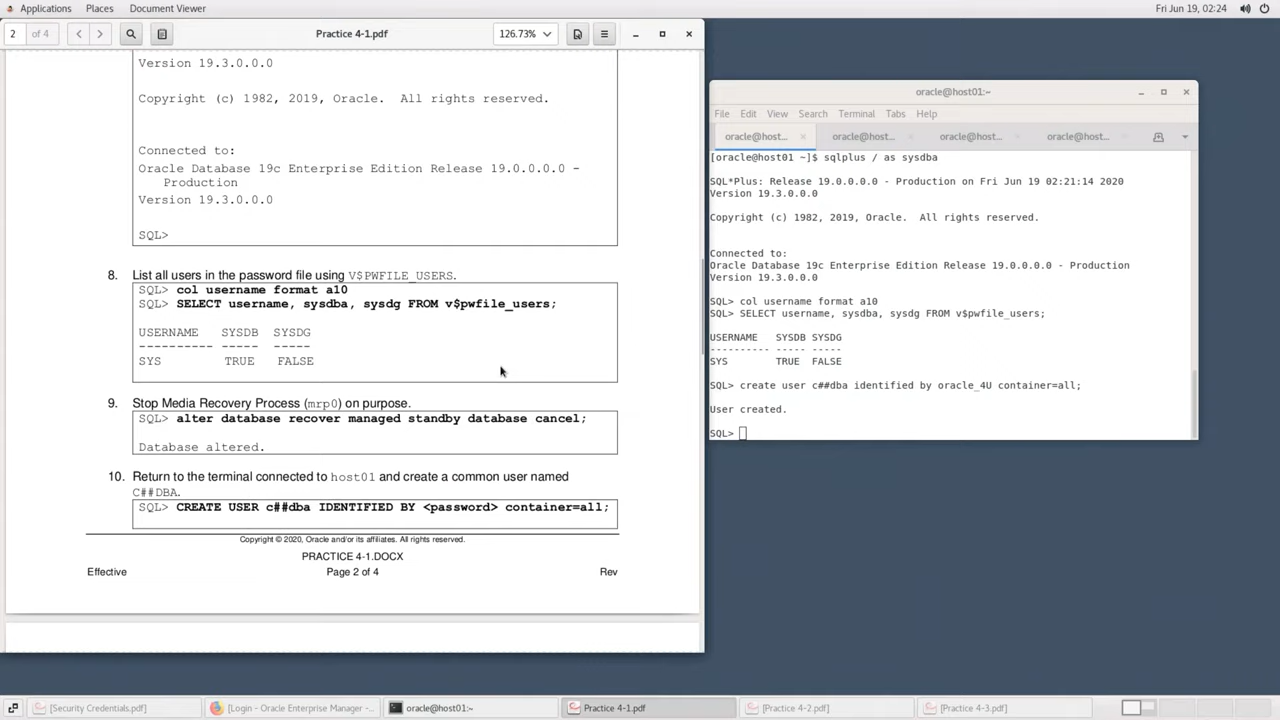 Applications Places Document Viewer
Fri Jun 19, 02:24
2 of 4
Practice 4-1.pdf
126.73%
Version 19.3.0.0.0
Copyright (c) 1982, 2019, Oracle. All rights reserved.
Connected to:
Oracle Database 19c Enterprise Edition Release 19.0.0.0.0 -
Production
Version 19.3.0.0.0
SQL>
8. List all users in the password file using V$PWFILE_USERS.
SQL> col username format a10
SQL> SELECT username, sysdba, sysdg FROM v$pwfile_users;
USERNAME SYSDB SYSDG
---------- ----- -----
SYS TRUE FALSE
9. Stop Media Recovery Process (mrp0) on purpose.
SQL> alter database recover managed standby database cancel;
Database altered.
10. Return to the terminal connected to host01 and create a common user named
C##DBA.
SQL> CREATE USER c##dba IDENTIFIED BY <password> container=all;
Copyright © 2020, Oracle and/or its affiliates. All rights reserved.
PRACTICE 4-1.DOCX
Effective Page 2 of 4 Rev
oracle@host01:~
File Edit View Search Terminal Tabs Help
oracle@host... oracle@host... oracle@host... oracle@host...
[oracle@host01 ~]$ sqlplus / as sysdba
SQL*Plus: Release 19.0.0.0.0 - Production on Fri Jun 19 02:21:14 2020
Version 19.3.0.0.0
Copyright (c) 1982, 2019, Oracle. All rights reserved.
Connected to:
Oracle Database 19c Enterprise Edition Release 19.0.0.0.0 - Production
Version 19.3.0.0.0
SQL> col username format a10
SQL> SELECT username, sysdba, sysdg FROM v$pwfile_users;
USERNAME SYSDB SYSDG
---------- ----- -----
SYS TRUE FALSE
SQL> create user c##dba identified by oracle_4U container=all;
User created.
SQL>
[Security Credentials.pdf] [Login - Oracle Enterprise Manager -... oracle@host01:~ Practice 4-1.pdf [Practice 4-2.pdf] [Practice 4-3.pdf]